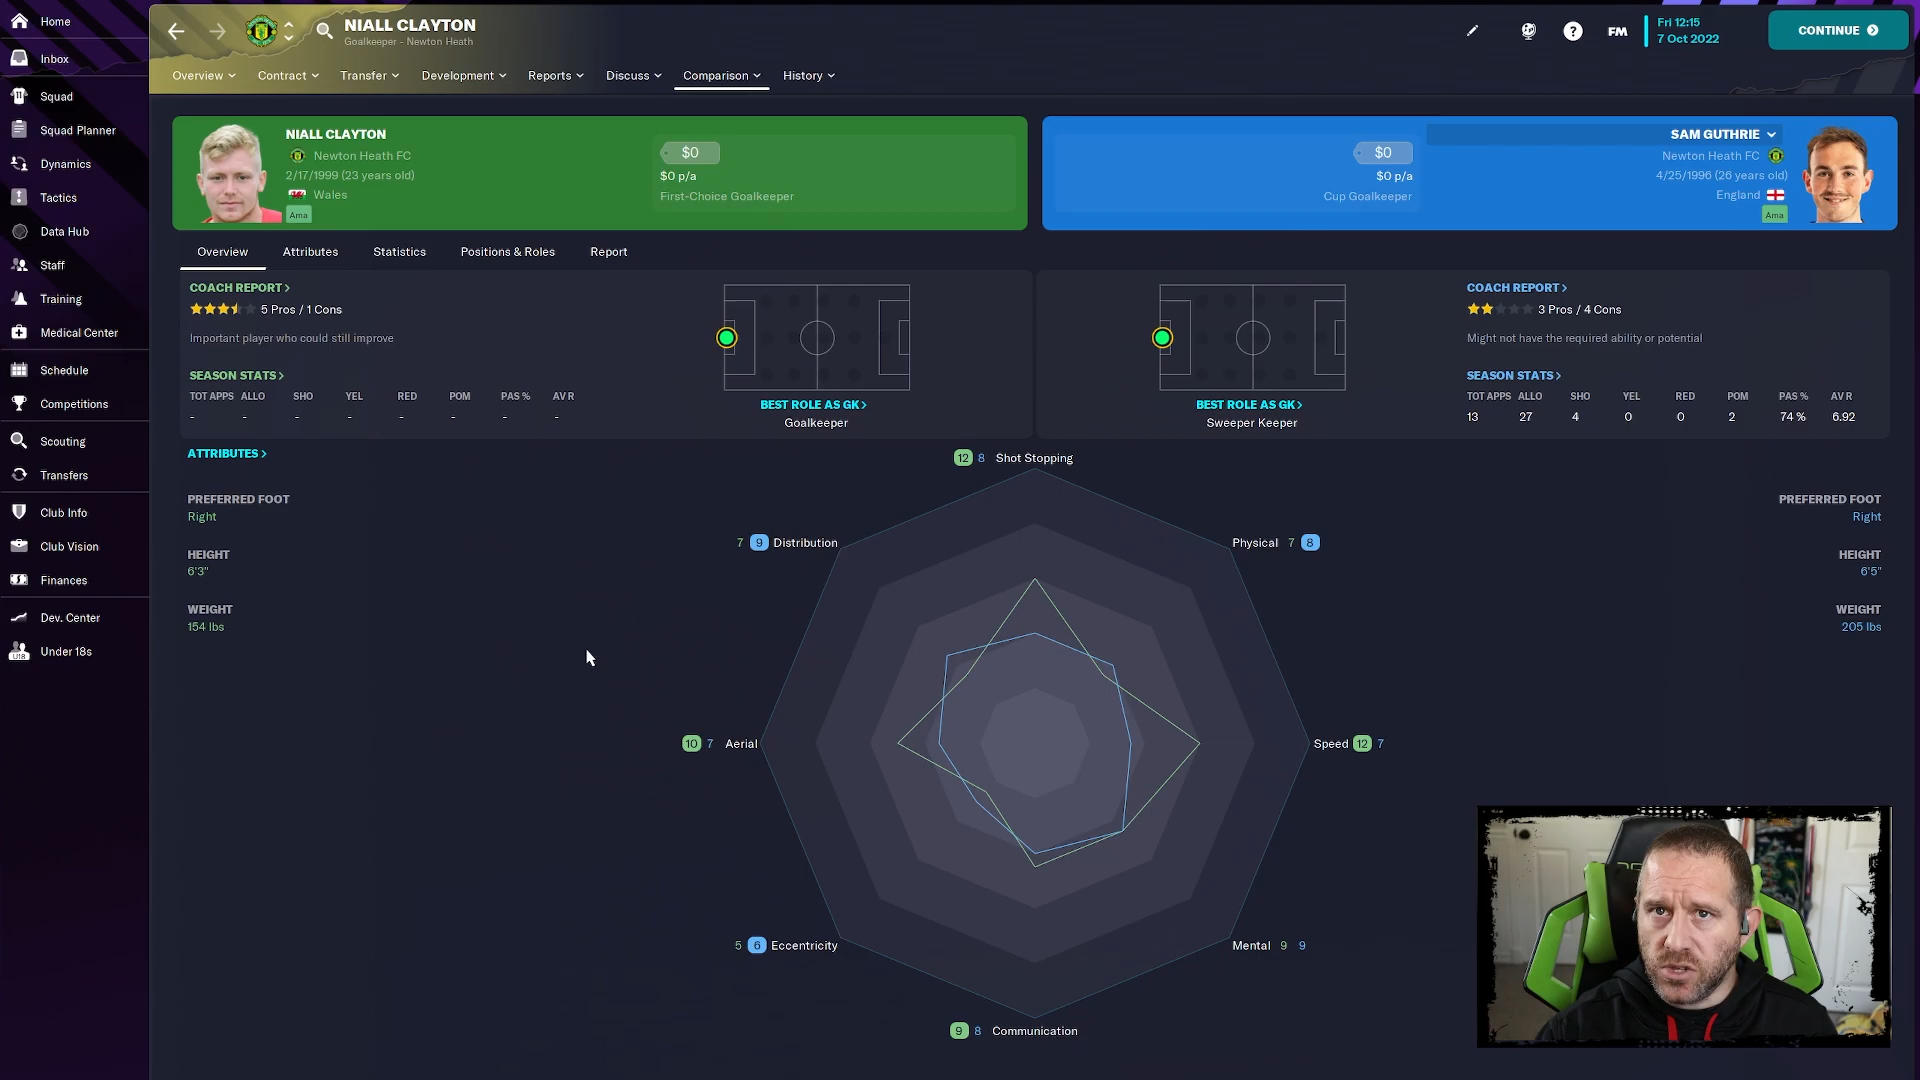 Home
Inbox
Squad
Squad Planner
Dynamics
Tactics
Data Hub
Staff
Training
Medical Center
Schedule
Competitions
Scouting
Transfers
Club Info
Club Vision
Finances
Dev. Center
Under 18s
NIALL CLAYTON
Goalkeeper - Newton Heath
FM
Fri 12:15
7 Oct 2022
CONTINUE
Overview Contract Transfer Development Reports Discuss Comparison History
NIALL CLAYTON
Newton Heath FC
2/17/1999 (23 years old)
Wales
Ama
$0
$0 p/a
First-Choice Goalkeeper
SAM GUTHRIE
Newton Heath FC
4/25/1996 (26 years old)
England
Ama
$0
$0 p/a
Cup Goalkeeper
Overview Attributes Statistics Positions & Roles Report
COACH REPORT >
5 Pros / 1 Cons
Important player who could still improve
SEASON STATS >
TOT APPS ALLO SHO YEL RED POM PAS % AV R
- - - - - - - -
BEST ROLE AS GK >
Goalkeeper
BEST ROLE AS GK >
Sweeper Keeper
COACH REPORT >
3 Pros / 4 Cons
Might not have the required ability or potential
SEASON STATS >
TOT APPS ALLO SHO YEL RED POM PAS % AV R
13 27 4 0 0 2 74 % 6.92
ATTRIBUTES >
PREFERRED FOOT
Right
HEIGHT
6'3"
WEIGHT
154 lbs
12 8 Shot Stopping
7 9 Distribution
Physical 7 8
10 7 Aerial
Speed 12 7
5 6 Eccentricity
Mental 9 9
9 8 Communication
PREFERRED FOOT
Right
HEIGHT
6'5"
WEIGHT
205 lbs